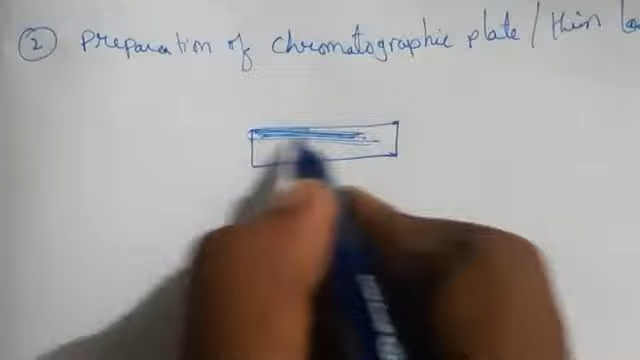 ② Preparation of chromatographic plate / thin